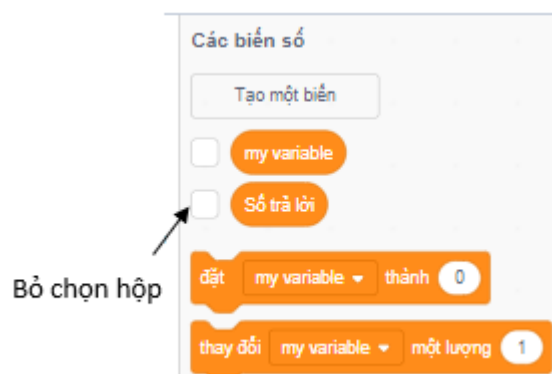 Các biến số
Tạo một biến
my variable
Số trả lời
Bỏ chọn hộp
đặt my variable thành 0
thay đổi my variable một lượng 1